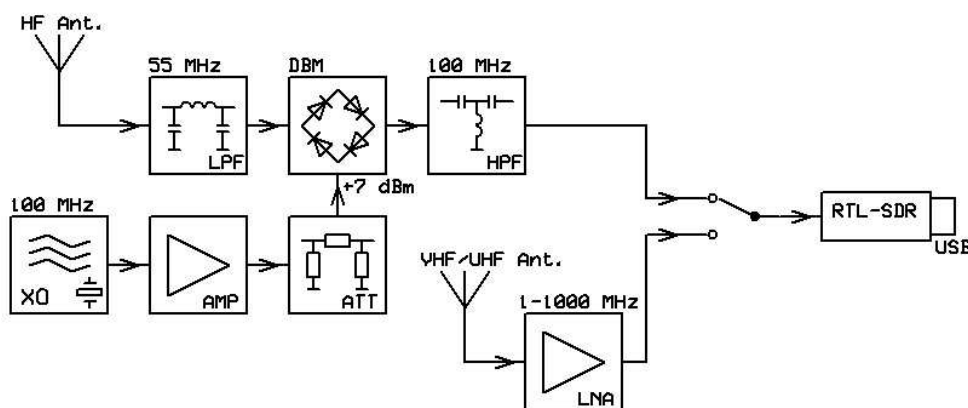 HF Ant.
55 MHz
DBM
100 MHz
LPF
HPF
+7 dBm
100 MHz
RTL-SDR
USB
XO
AMP
ATT
VHF/UHF Ant.
1-1000 MHz
LNA